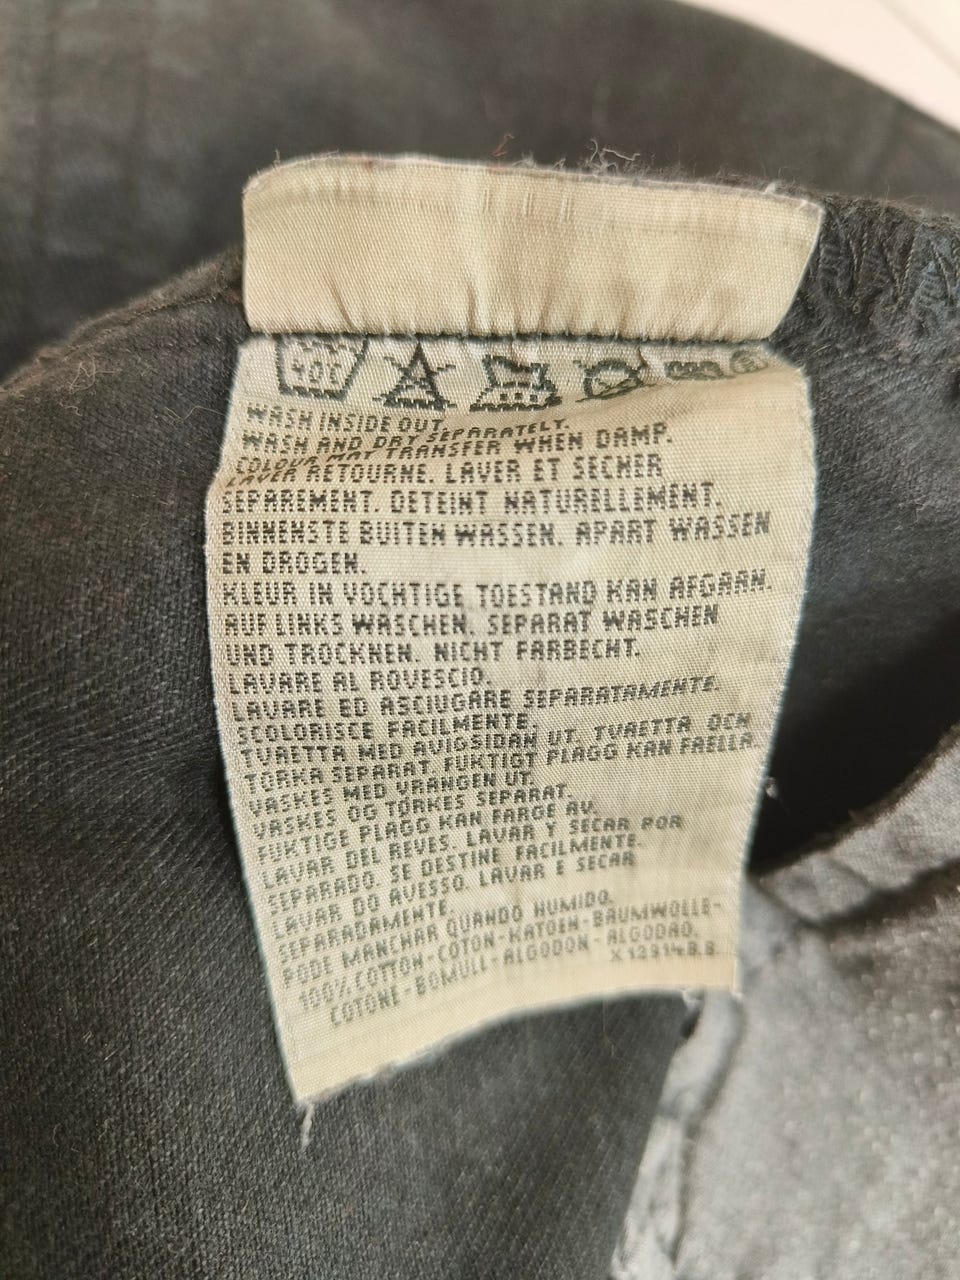 40C
WASH INSIDE OUT.
WASH AND DRY SEPARATELY.
COLOUR MAY TRANSFER WHEN DAMP.
LAVER RETOURNE. LAVER ET SECHER
SEPAREMENT. DETEINT NATURELLEMENT.
BINNENSTE BUITEN WASSEN. APART WASSEN
EN DROGEN.
KLEUR IN VOCHTIGE TOESTAND KAN AFGAAN.
AUF LINKS WASCHEN. SEPARAT WASCHEN
UND TROCKNEN. NICHT FARBECHT.
LAVARE AL ROVESCIO.
LAVARE ED ASCIUGARE SEPARATAMENTE.
SCOLORISCE FACILMENTE.
TVAETTA MED AVIGSIDAN UT. TVAETTA OCH
TORKA SEPARAT. FUKTIGT PLAGG KAN FAELLA.
VASKES MED VRANGEN UT.
VASKES OG TORKES SEPARAT.
FUKTIGE PLAGG KAN FARGE AV.
LAVAR DEL REVES. LAVAR Y SECAR POR
SEPARADO. SE DESTINE FACILMENTE.
LAVAR DO AVESSO. LAVAR E SECAR
SEPARADAMENTE.
PODE MANCHAR QUANDO HUMIDO.
100% COTTON-COTON-KATOEN-BAUMWOLLE-
COTONE-BOMULL-ALGODON-ALGODAO.